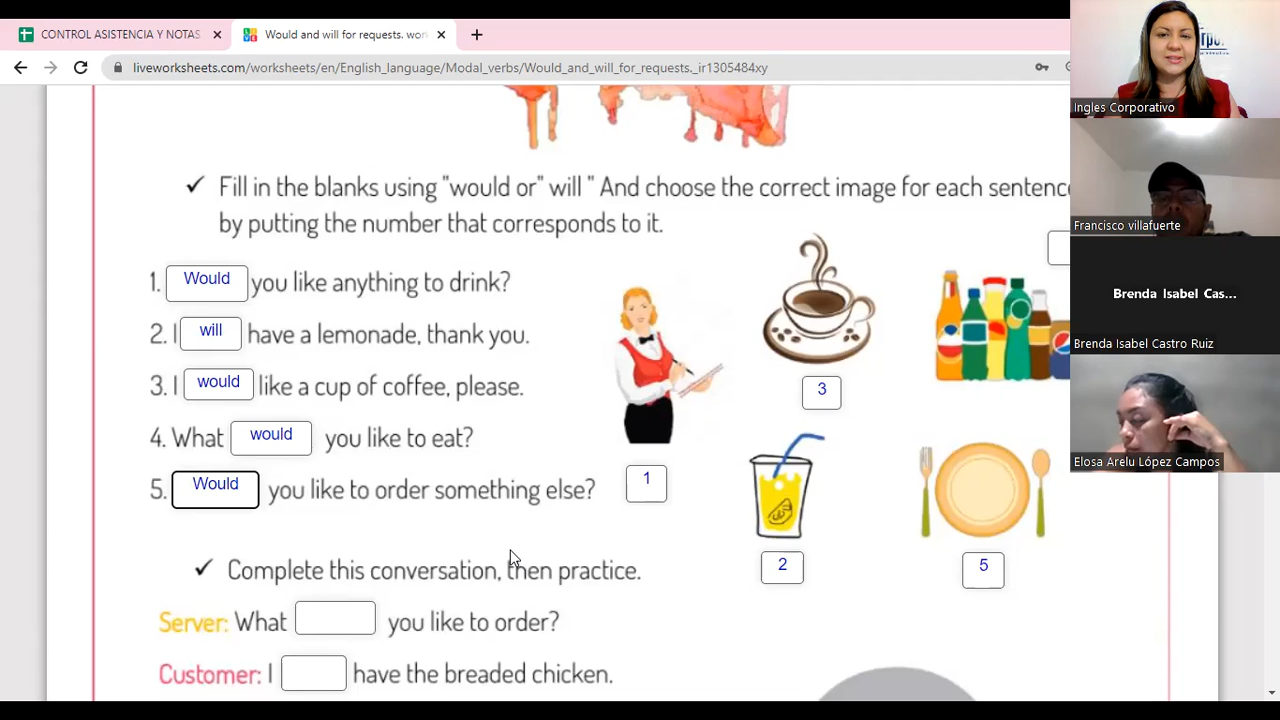 CONTROL ASISTENCIA Y NOTAS
Would and will for requests. wor
liveworksheets.com/worksheets/en/English_language/Modal_verbs/Would_and_will_for_requests._ir1305484xy
Ingles Corporativo
Francisco villafuerte
Brenda Isabel Cas...
Brenda Isabel Castro Ruiz
Elosa Arelu López Campos
✓ Fill in the blanks using "would or" will " And choose the correct image for each sentence
by putting the number that corresponds to it.
1. Would you like anything to drink?
2. I will have a lemonade, thank you.
3. I would like a cup of coffee, please.
4. What would you like to eat?
5. Would you like to order something else?
3
1
2
5
✓ Complete this conversation, then practice.
Server: What you like to order?
Customer: I have the breaded chicken.